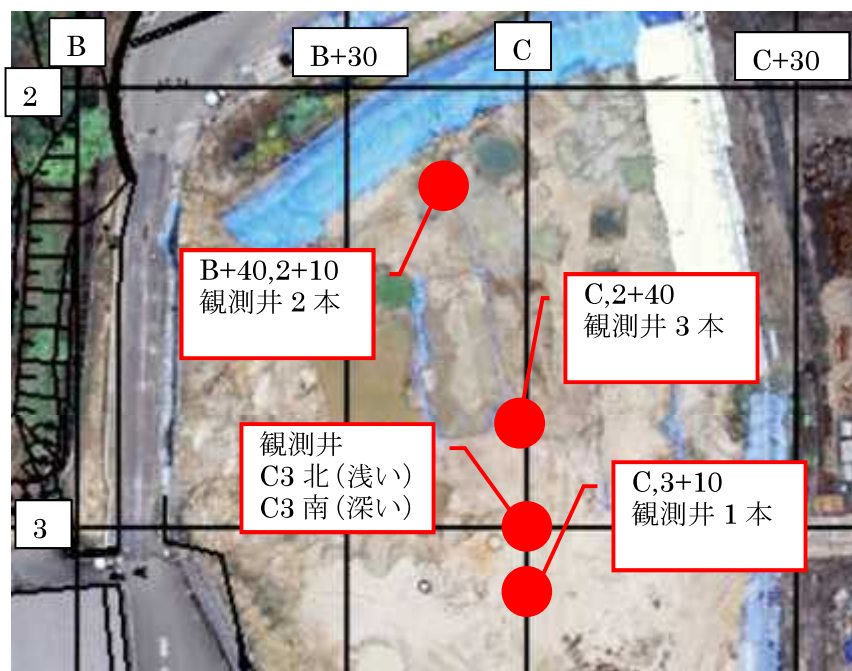 B
B+30
C
C+30
2
B+40,2+10
観測井 2 本
C,2+40
観測井 3 本
観測井
C3 北(浅い)
C3 南(深い)
C,3+10
観測井 1 本
3